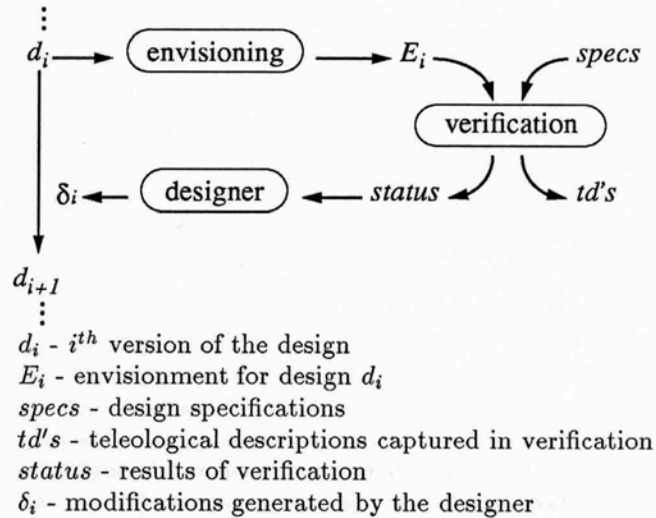 ⋮
d_i envisioning E_i specs
verification
δ_i designer status td's
d_{i+1}
⋮
d_i - i^{th} version of the design
E_i - envisionment for design d_i
specs - design specifications
td's - teleological descriptions captured in verification
status - results of verification
δ_i - modifications generated by the designer